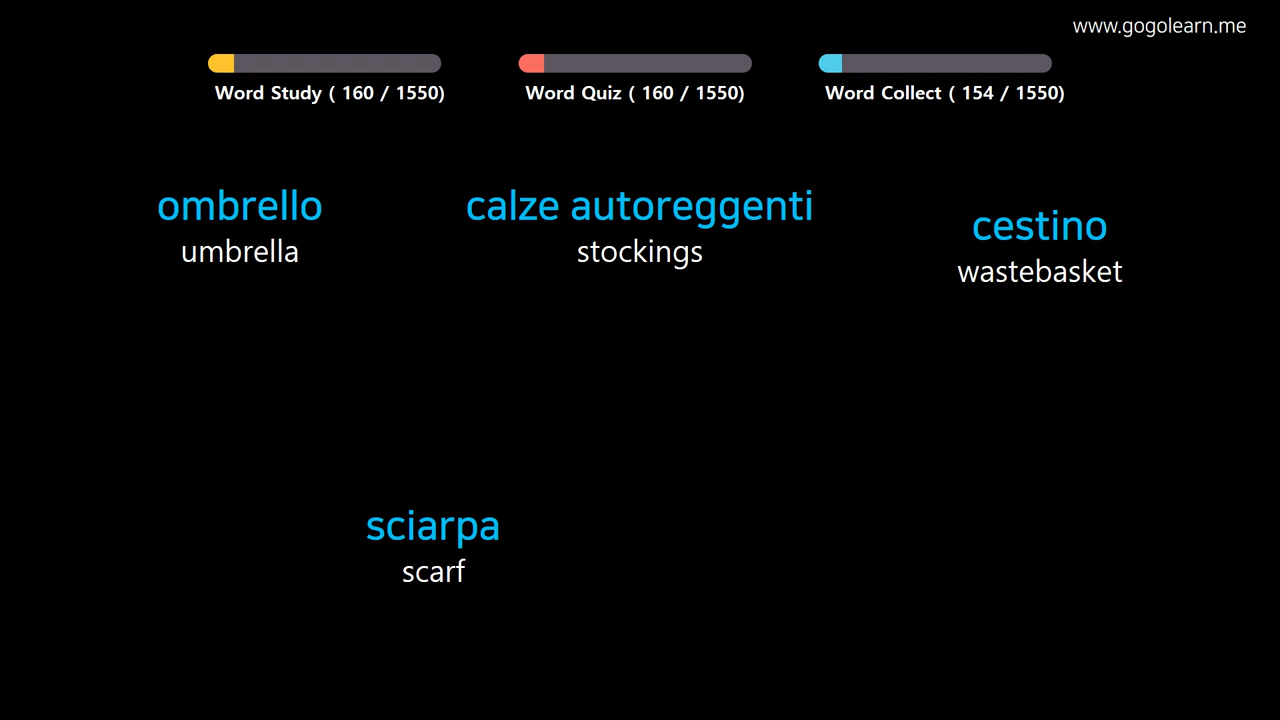 www.gogolearn.me
Word Study ( 160 / 1550)
Word Quiz ( 160 / 1550)
Word Collect ( 154 / 1550)
ombrello
umbrella
calze autoreggenti
stockings
cestino
wastebasket
sciarpa
scarf